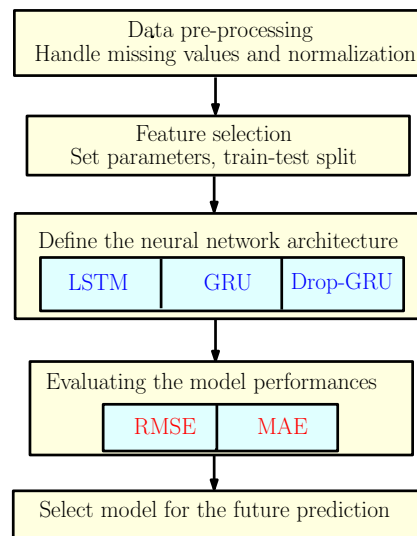 Data pre-processing
Handle missing values and normalization
Feature selection
Set parameters, train-test split
Define the neural network architecture
LSTM GRU Drop-GRU
Evaluating the model performances
RMSE MAE
Select model for the future prediction